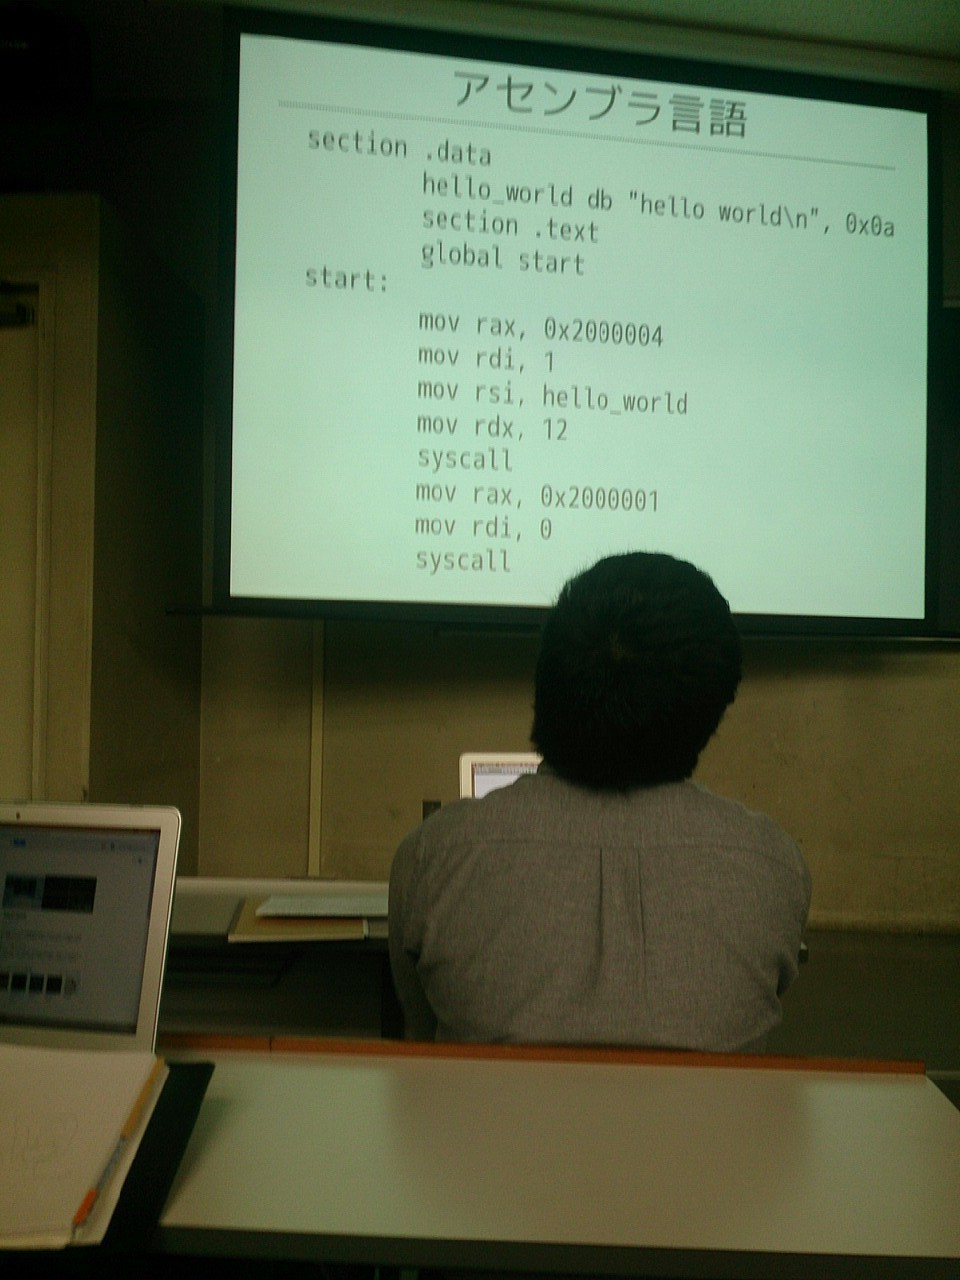 アセンブラ言語
section .data
hello_world db "hello world\n", 0x0a
section .text
global start
start:
mov rax, 0x2000004
mov rdi, 1
mov rsi, hello_world
mov rdx, 12
syscall
mov rax, 0x2000001
mov rdi, 0
syscall